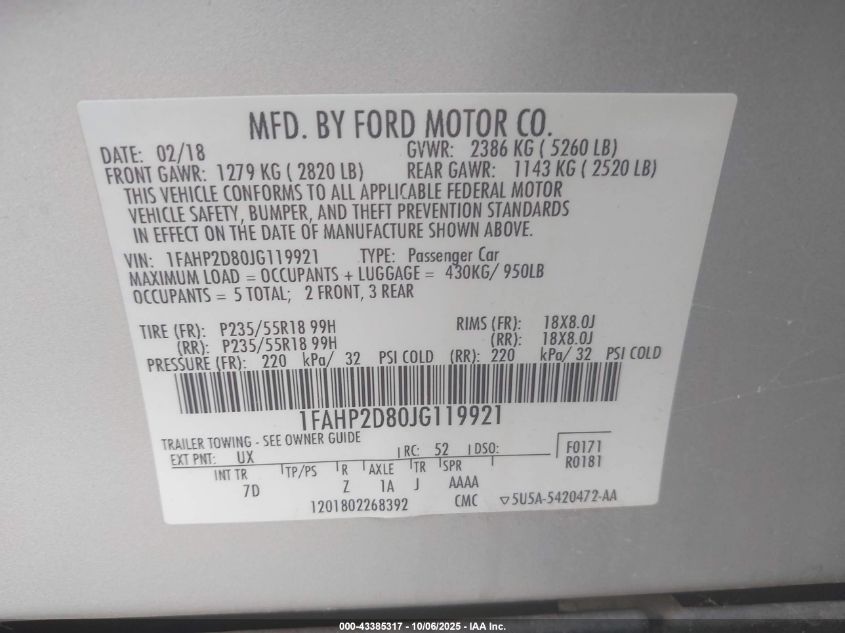 MFD. BY FORD MOTOR CO.
DATE: 02/18 GVWR: 2386 KG ( 5260 LB)
FRONT GAWR: 1279 KG ( 2820 LB) REAR GAWR: 1143 KG ( 2520 LB)
THIS VEHICLE CONFORMS TO ALL APPLICABLE FEDERAL MOTOR
VEHICLE SAFETY, BUMPER, AND THEFT PREVENTION STANDARDS
IN EFFECT ON THE DATE OF MANUFACTURE SHOWN ABOVE.
VIN: 1FAHP2D80JG119921 TYPE: Passenger Car
MAXIMUM LOAD = OCCUPANTS + LUGGAGE = 430KG/ 950LB
OCCUPANTS = 5 TOTAL; 2 FRONT, 3 REAR
TIRE (FR): P235/55R18 99H RIMS (FR): 18X8.0J
(RR): P235/55R18 99H (RR): 18X8.0J
PRESSURE (FR): 220 kPa/ 32 PSI COLD (RR): 220 kPa/ 32 PSI COLD
1FAHP2D80JG119921
TRAILER TOWING - SEE OWNER GUIDE
EXT PNT: UX RC: 52 DSO: F0171
R0181
INT TR TP/PS R AXLE TR SPR
7D Z 1A J AAAA
1201802268392 CMC ▽5U5A-5420472-AA
000-43385317 - 10/06/2025 - IAA Inc.